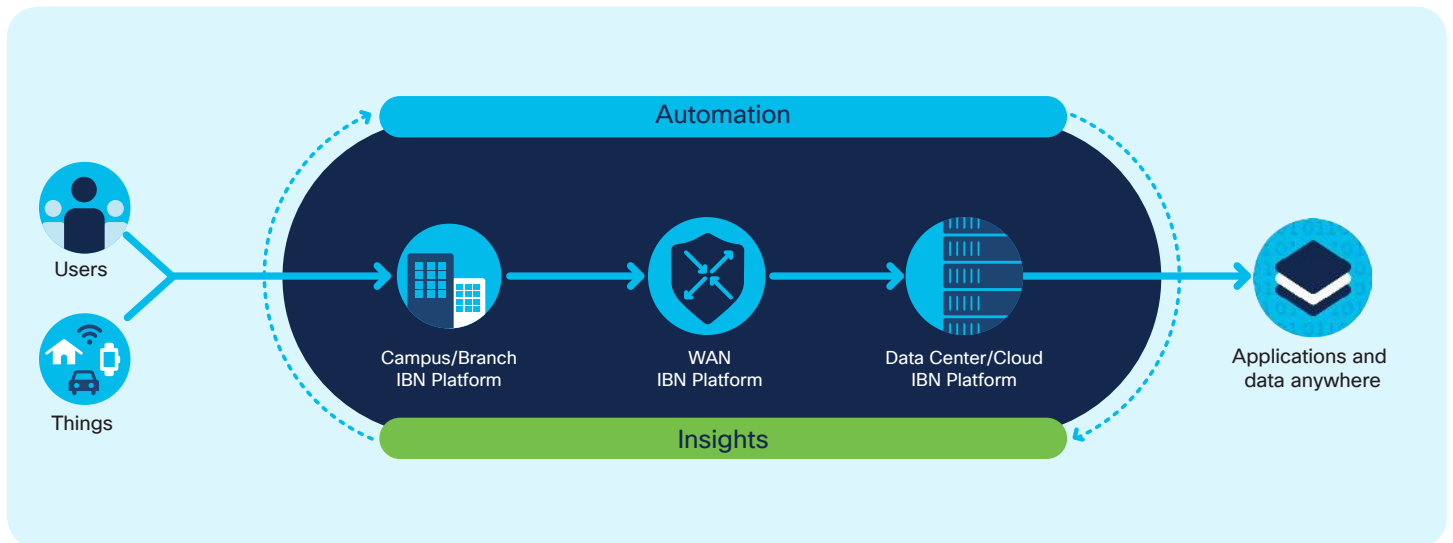 Automation
Users
Things
Campus/Branch
IBN Platform
WAN
IBN Platform
Data Center/Cloud
IBN Platform
Applications and
data anywhere
Insights